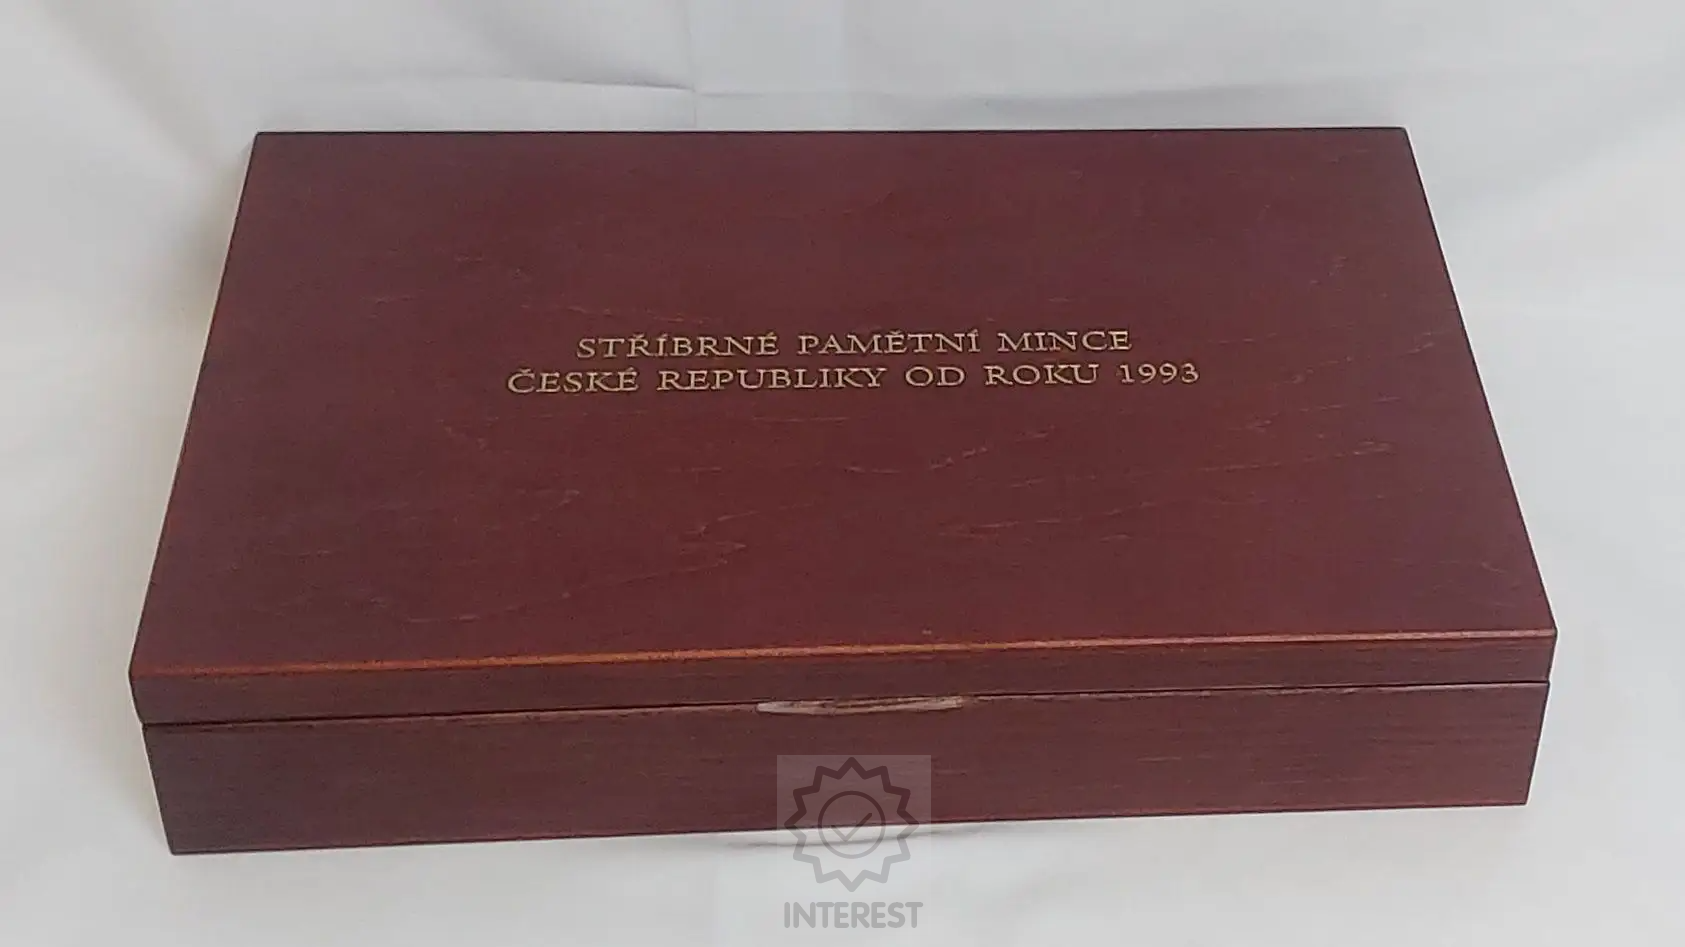 STŘÍBRNÉ PAMĚTNÍ MINCE
ČESKÉ REPUBLIKY OD ROKU 1993
INTEREST